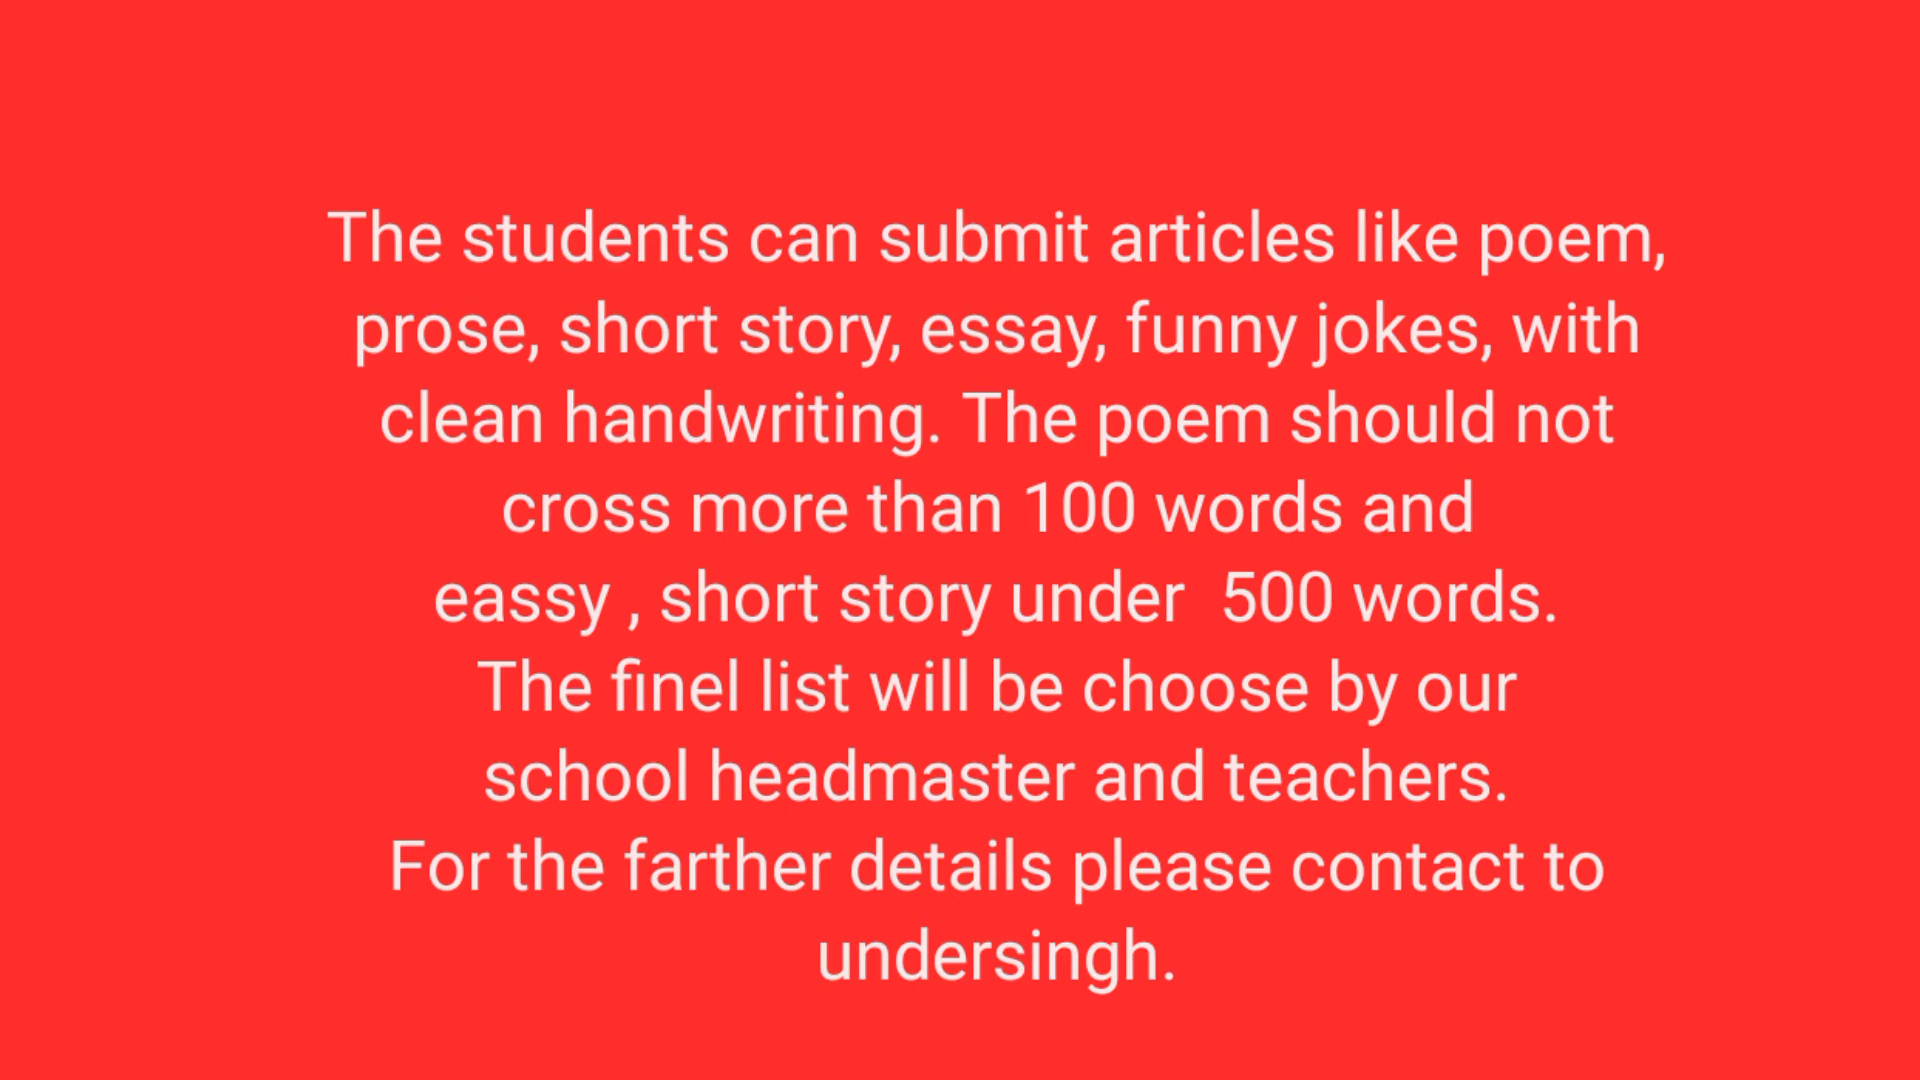 The students can submit articles like poem,
prose, short story, essay, funny jokes, with
clean handwriting. The poem should not
cross more than 100 words and
eassy , short story under  500 words.
The finel list will be choose by our
school headmaster and teachers.
For the farther details please contact to
undersingh.